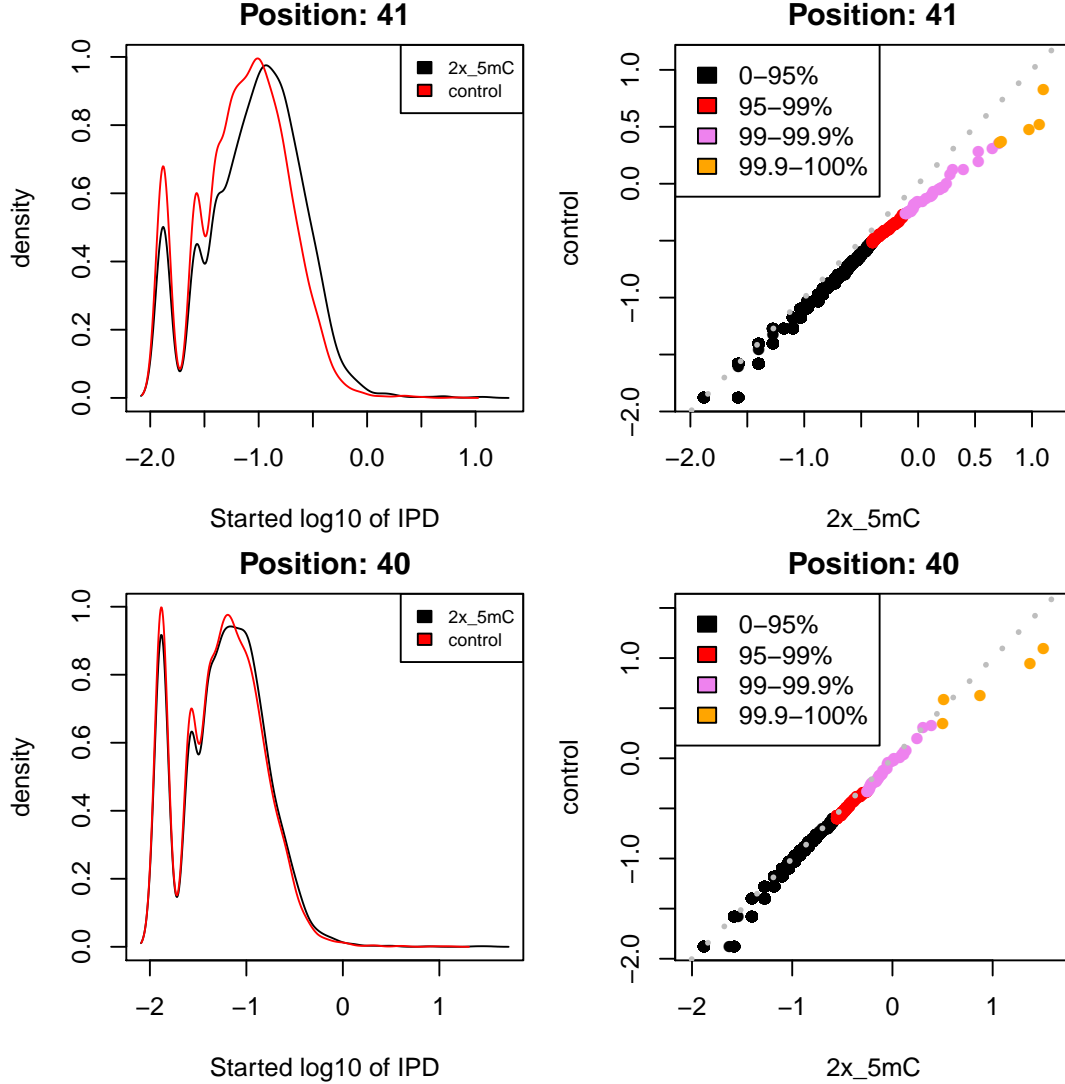 Position: 41
density
0.0 0.2 0.4 0.6 0.8 1.0
2x_5mC
control
−2.0 −1.0 0.0 1.0
Started log10 of IPD
Position: 41
control
−2.0 −1.0 0.0 0.5 1.0
0−95%
95−99%
99−99.9%
99.9−100%
−2.0 −1.0 0.0 0.5 1.0
2x_5mC
Position: 40
density
0.0 0.2 0.4 0.6 0.8 1.0
2x_5mC
control
−2 −1 0 1
Started log10 of IPD
Position: 40
control
−2.0 −1.0 0.0 1.0
0−95%
95−99%
99−99.9%
99.9−100%
−2 −1 0 1
2x_5mC